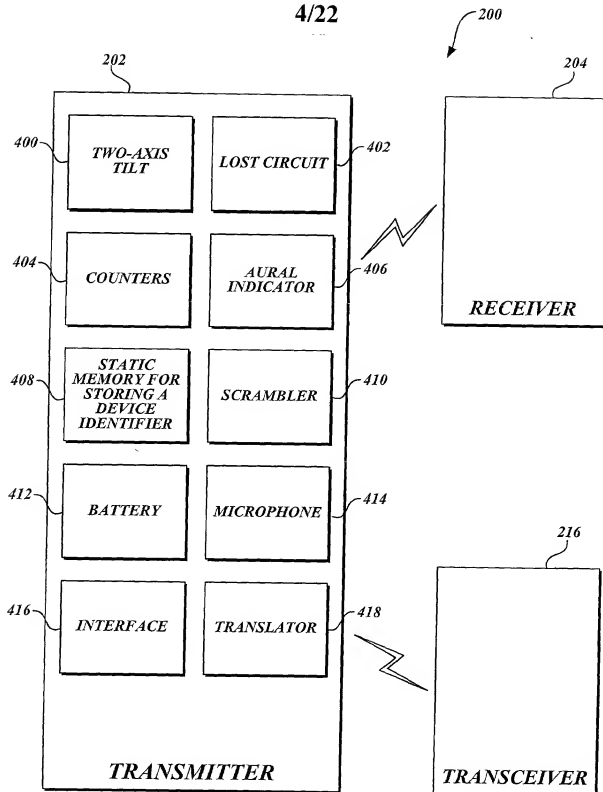 4/22
200
202
204
400
TWO-AXIS
TILT
LOST CIRCUIT
402
404
COUNTERS
AURAL
INDICATOR
406
RECEIVER
408
STATIC
MEMORY FOR
STORING A
DEVICE
IDENTIFIER
SCRAMBLER
410
412
BATTERY
MICROPHONE
414
216
416
INTERFACE
TRANSLATOR
418
TRANSMITTER
TRANSCEIVER